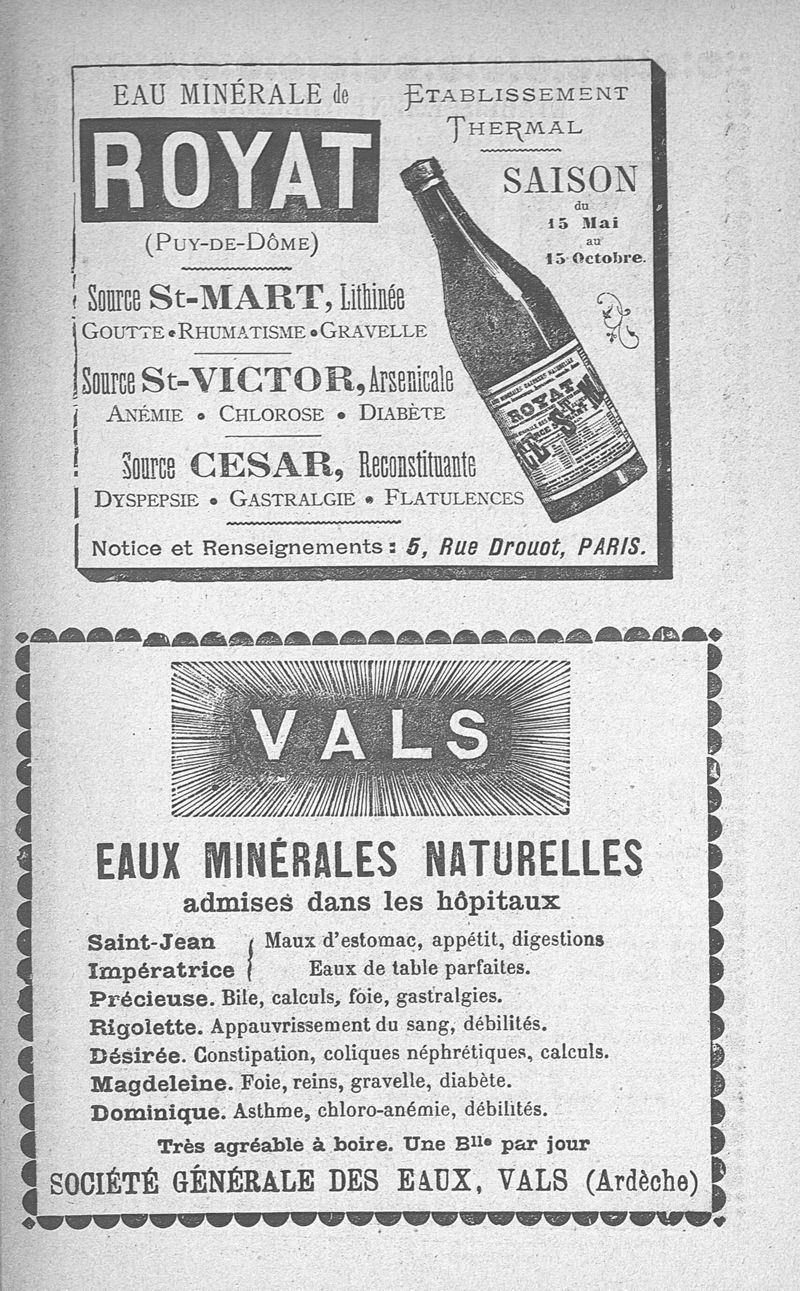 EAU MINÉRALE de
ROYAT
(PUY-DE-DÔME)
ETABLISSEMENT
THERMAL
SAISON
du
15 Mai
au
15 Octobre.
Source St-MART, Lithinée
GOUTTE • RHUMATISME • GRAVELLE
Source St-VICTOR, Arsenicale
ANÉMIE • CHLOROSE • DIABÈTE
Source CESAR, Reconstituante
DYSPEPSIE • GASTRALGIE • FLATULENCES
ROYAT
Notice et Renseignements : 5, Rue Drouot, PARIS.
VALS
EAUX MINÉRALES NATURELLES
admises dans les hôpitaux
Saint-Jean { Maux d'estomac, appétit, digestions
Impératrice { Eaux de table parfaites.
Précieuse. Bile, calculs, foie, gastralgies.
Rigolette. Appauvrissement du sang, débilités.
Désirée. Constipation, coliques néphrétiques, calculs.
Magdeleine. Foie, reins, gravelle, diabète.
Dominique. Asthme, chloro-anémie, débilités.
Très agréable à boire. Une Blle par jour
SOCIÉTÉ GÉNÉRALE DES EAUX, VALS (Ardèche)